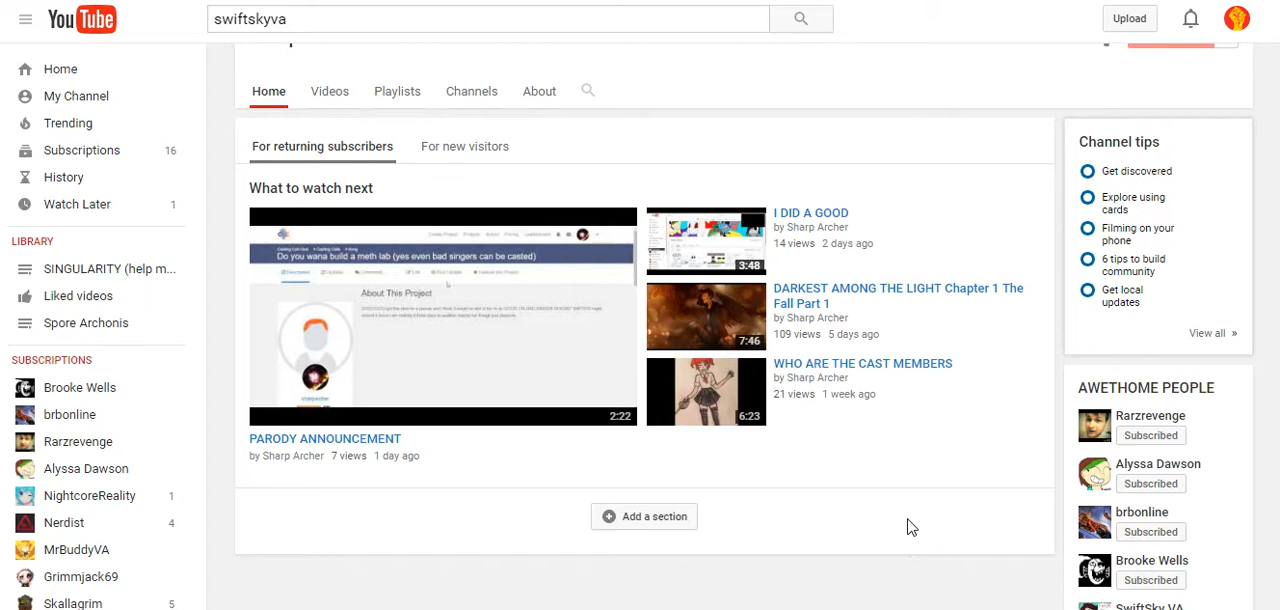 YouTube
swiftskyva
Upload
Home
My Channel
Trending
Subscriptions 16
History
Watch Later 1
LIBRARY
SINGULARITY (help m...
Liked videos
Spore Archonis
SUBSCRIPTIONS
Brooke Wells
brbonline
Rarzrevenge
Alyssa Dawson
NightcoreReality 1
Nerdist 4
MrBuddyVA
Grimmjack69
Skallagrim 5
Home Videos Playlists Channels About
For returning subscribers For new visitors
What to watch next
Do you wana build a meth lab (yes even bad singers can be casted)
About This Project
sharparcher
2:22
PARODY ANNOUNCEMENT
by Sharp Archer 7 views 1 day ago
3:48
I DID A GOOD
by Sharp Archer
14 views 2 days ago
7:46
DARKEST AMONG THE LIGHT Chapter 1 The
Fall Part 1
by Sharp Archer
109 views 5 days ago
6:23
WHO ARE THE CAST MEMBERS
by Sharp Archer
21 views 1 week ago
Add a section
Channel tips
Get discovered
Explore using
cards
Filming on your
phone
6 tips to build
community
Get local
updates
View all »
AWETHOME PEOPLE
Rarzrevenge
Subscribed
Alyssa Dawson
Subscribed
brbonline
Subscribed
Brooke Wells
Subscribed
SwiftSky VA